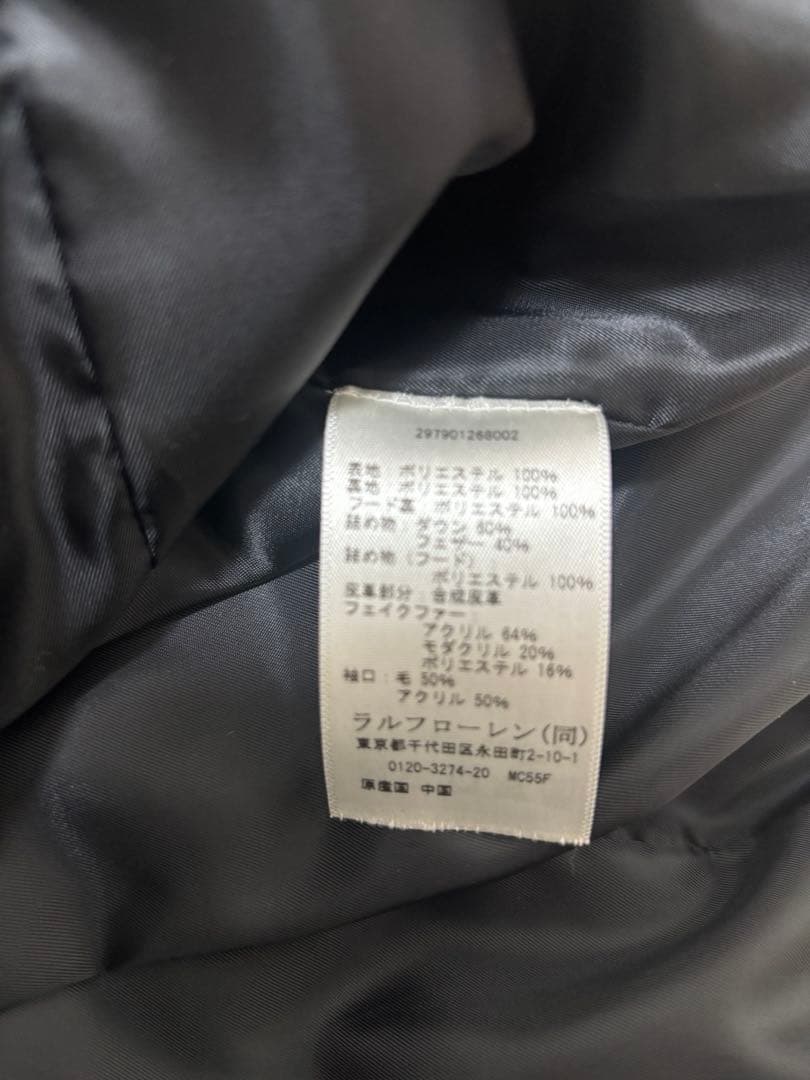 297901268002
表地 ポリエステル 100%
裏地 ポリエステル 100%
フード裏 ポリエステル 100%
詰め物 ダウン 60%
フェザー 40%
詰め物(フード)
ポリエステル 100%
皮革部分:合成皮革
フェイクファー
アクリル 64%
モダクリル 20%
ポリエステル 16%
袖口:毛 50%
アクリル 50%
ラルフローレン(同)
東京都千代田区永田町2-10-1
0120-3274-20 MC55F
原産国 中国